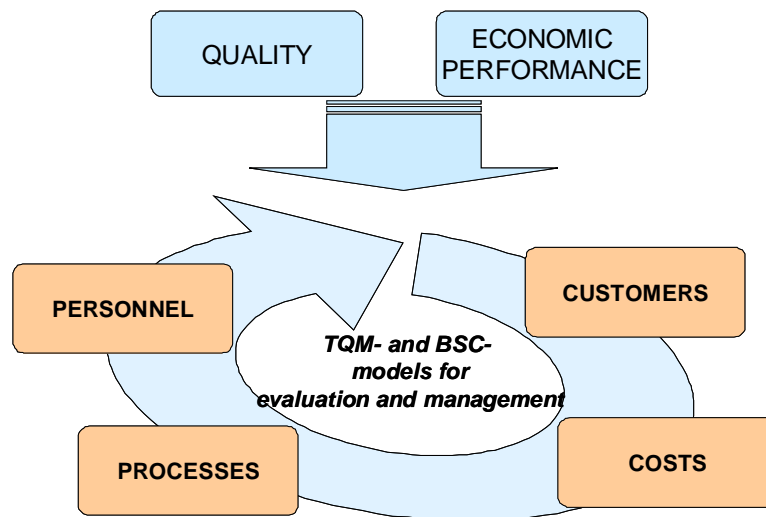 QUALITY
ECONOMIC
PERFORMANCE
PERSONNEL
CUSTOMERS
TQM- and BSC-
models for
evaluation and management
PROCESSES
COSTS